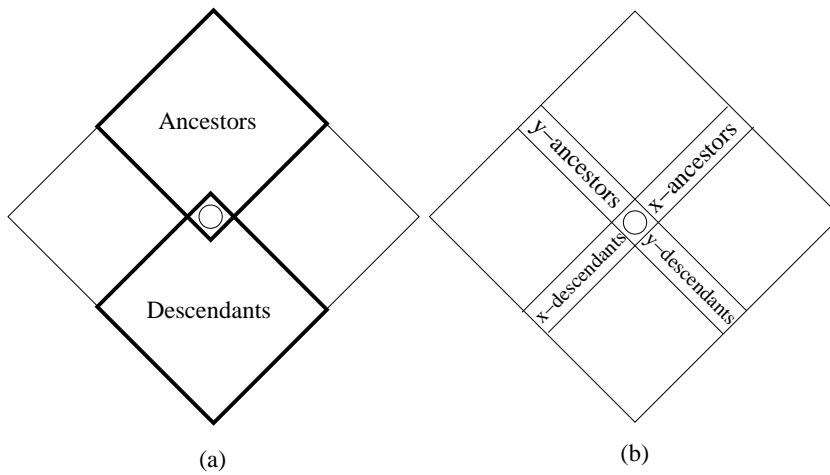 Ancestors
Descendants
(a)
y−ancestors
x−ancestors
x−descendants
y−descendants
(b)